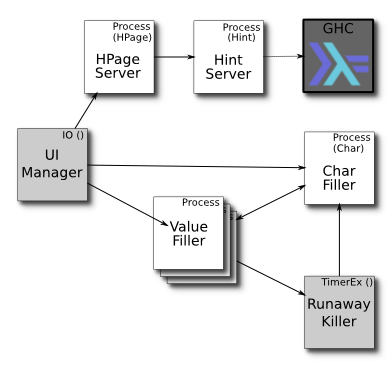 Process
(HPage)
HPage
Server
Process
(Hint)
Hint
Server
GHC
IO ()
UI
Manager
Process
(Char)
Char
Filler
Process
Value
Filler
TimerEx ()
Runaway
Killer